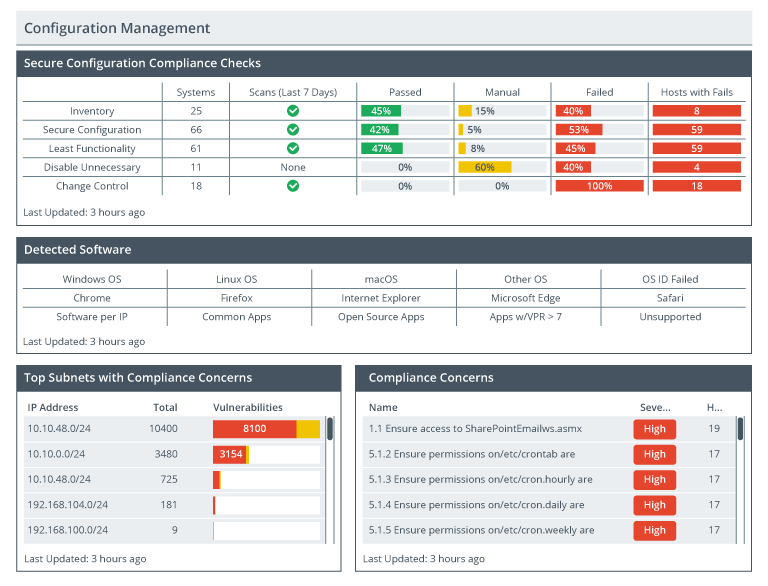 Configuration Management
Secure Configuration Compliance Checks
Systems Scans (Last 7 Days) Passed Manual Failed Hosts with Fails
Inventory 25 45% 15% 40% 8
Secure Configuration 66 42% 5% 53% 59
Least Functionality 61 47% 8% 45% 59
Disable Unnecessary 11 None 0% 60% 40% 4
Change Control 18 0% 0% 100% 18
Last Updated: 3 hours ago
Detected Software
Windows OS Linux OS macOS Other OS OS ID Failed
Chrome Firefox Internet Explorer Microsoft Edge Safari
Software per IP Common Apps Open Source Apps Apps w/VPR > 7 Unsupported
Last Updated: 3 hours ago
Top Subnets with Compliance Concerns
IP Address Total Vulnerabilities
10.10.48.0/24 10400 8100
10.10.0.0/24 3480 3154
10.10.48.0/24 725
192.168.104.0/24 181
192.168.100.0/24 9
Last Updated: 3 hours ago
Compliance Concerns
Name Seve... H...
1.1 Ensure access to SharePointEmailws.asmx High 19
5.1.2 Ensure permissions on/etc/crontab are High 17
5.1.3 Ensure permissions on/etc/cron.hourly are High 17
5.1.4 Ensure permissions on/etc/cron.daily are High 17
5.1.5 Ensure permissions on/etc/cron.weekly are High 17
Last Updated: 3 hours ago